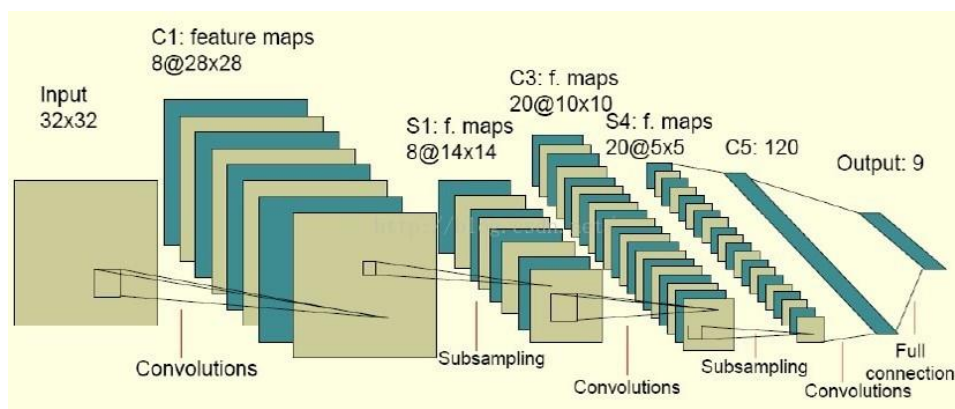 C1: feature maps
8@28x28
Input
32x32
S1: f. maps
8@14x14
C3: f. maps
20@10x10
S4: f. maps
20@5x5
C5: 120
Output: 9
Convolutions
Subsampling
Convolutions
Subsampling
Convolutions
Full
connection